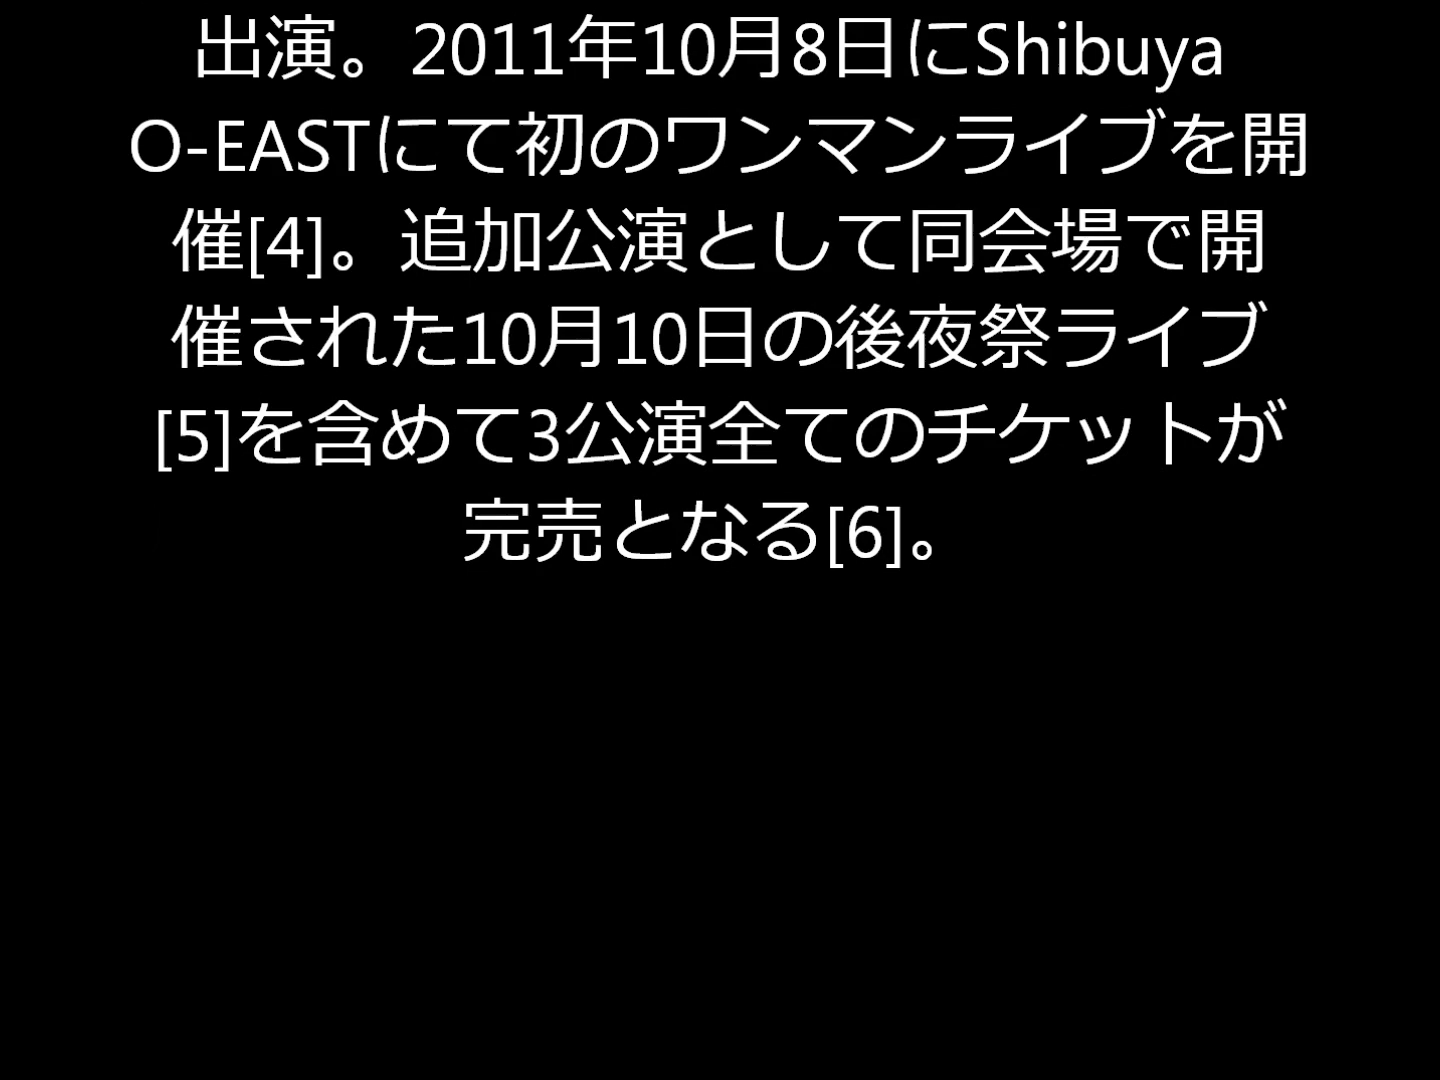 出演。2011年10月8日にShibuya
O-EASTにて初のワンマンライブを開
催[4]。追加公演として同会場で開
催された10月10日の後夜祭ライブ
[5]を含めて3公演全てのチケットが
完売となる[6]。